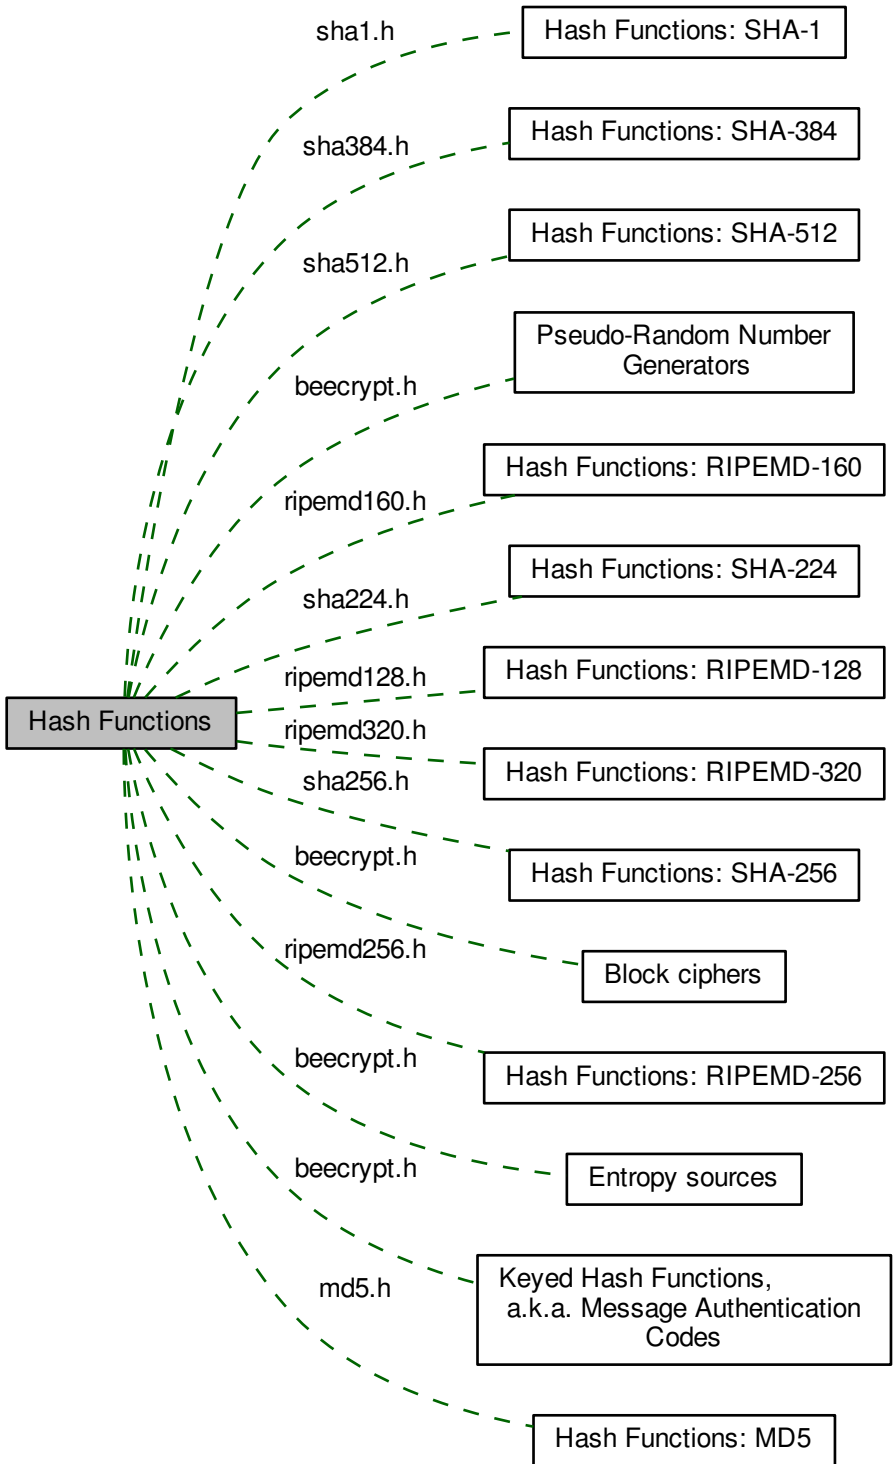 sha1.h
Hash Functions: SHA-1
sha384.h
Hash Functions: SHA-384
sha512.h
Hash Functions: SHA-512
beecrypt.h
Pseudo-Random Number
Generators
ripemd160.h
Hash Functions: RIPEMD-160
sha224.h
Hash Functions: SHA-224
ripemd128.h
Hash Functions: RIPEMD-128
Hash Functions
ripemd320.h
Hash Functions: RIPEMD-320
sha256.h
Hash Functions: SHA-256
beecrypt.h
Block ciphers
ripemd256.h
Hash Functions: RIPEMD-256
beecrypt.h
Entropy sources
beecrypt.h
Keyed Hash Functions,
a.k.a. Message Authentication
Codes
md5.h
Hash Functions: MD5